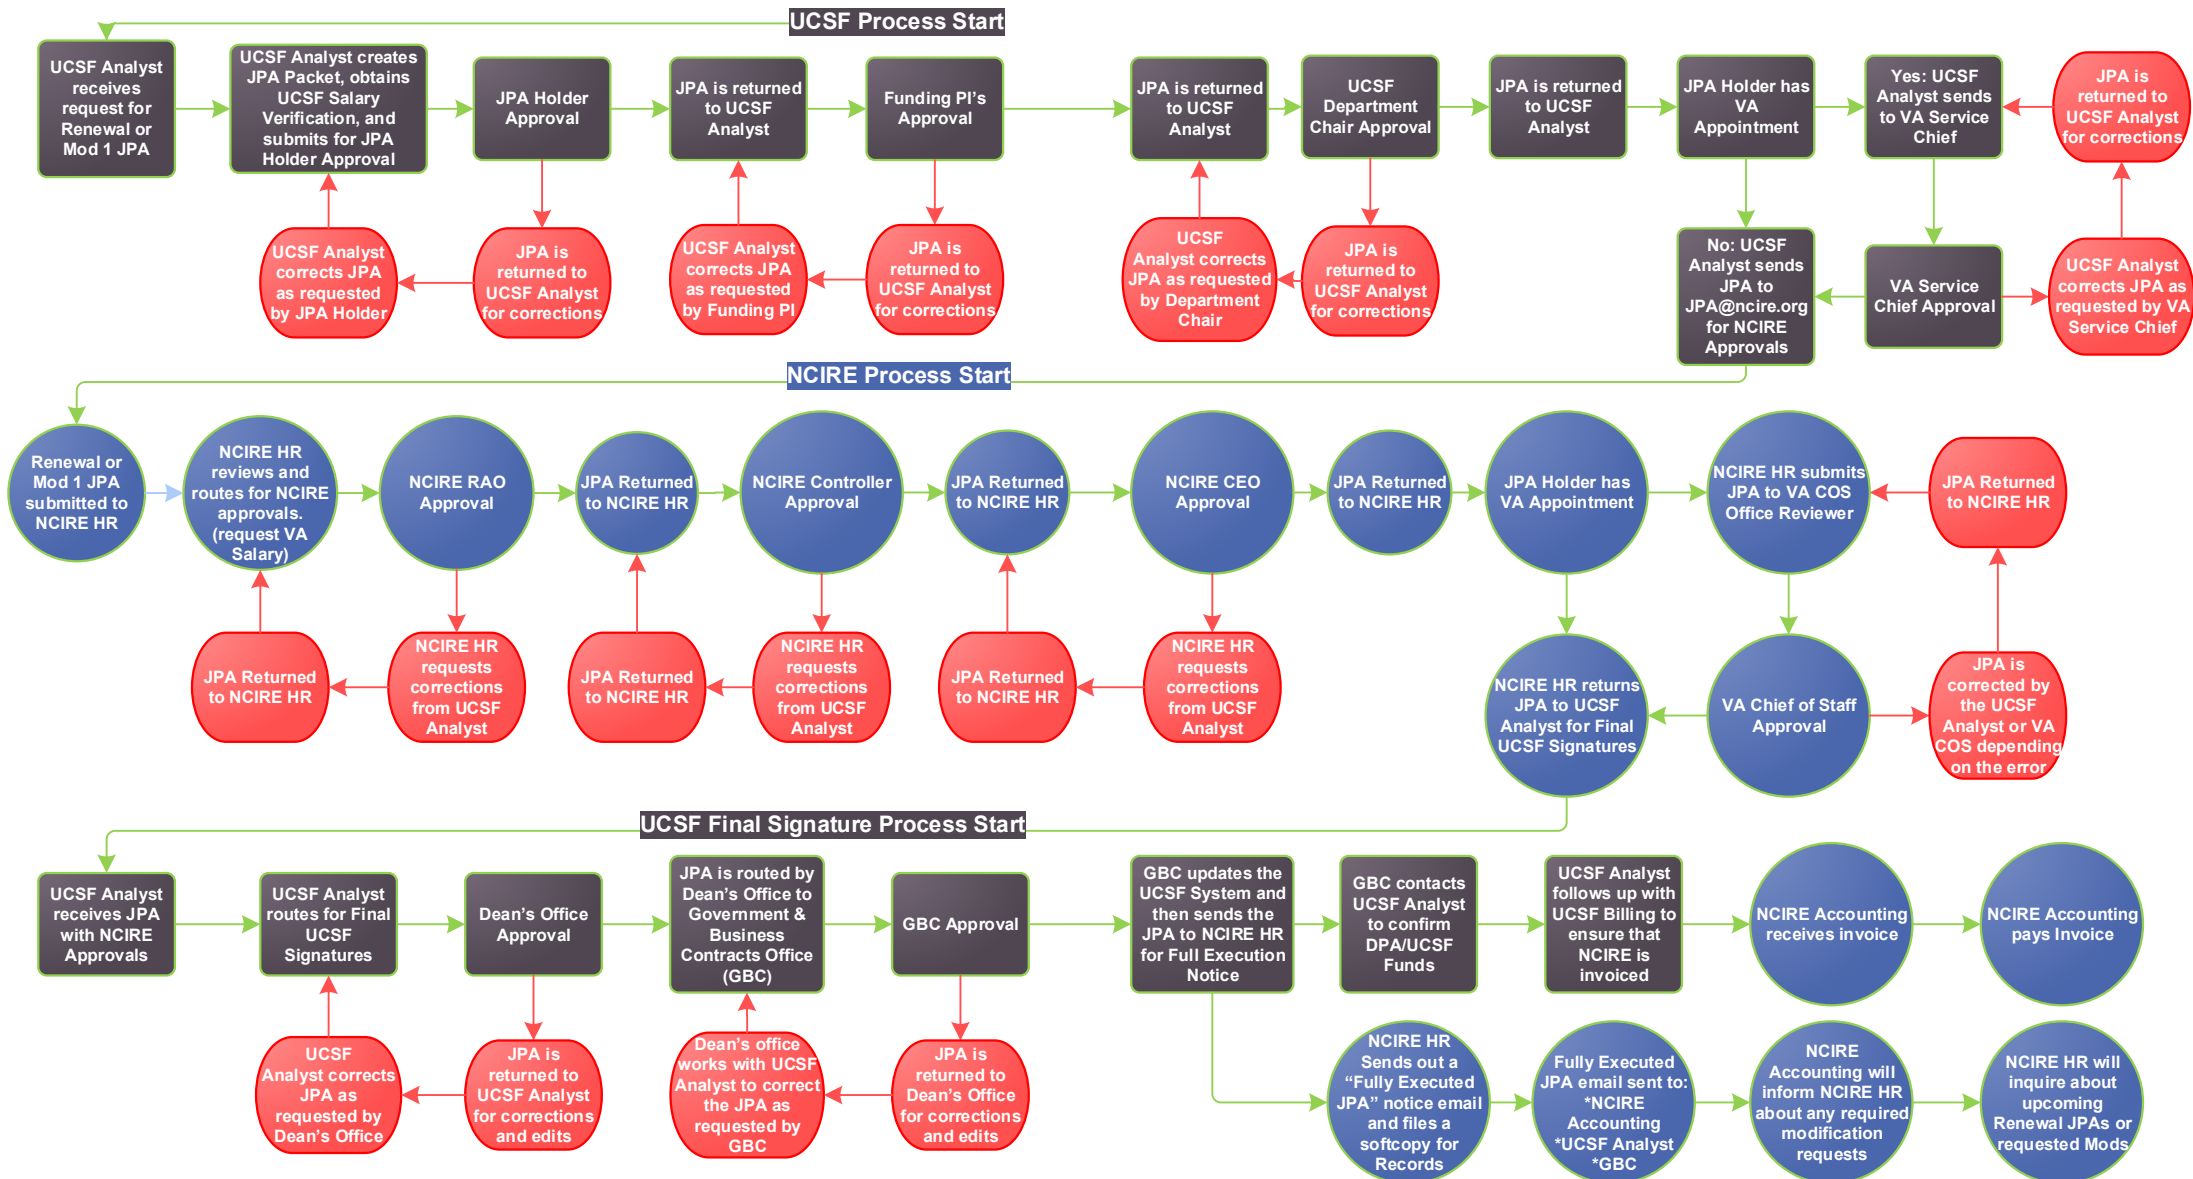 UCSF Process Start
UCSF Analyst
receives
request for
Renewal or
Mod 1 JPA
UCSF Analyst creates
JPA Packet, obtains
UCSF Salary
Verification, and
submits for JPA
Holder Approval
JPA Holder
Approval
JPA is returned
to UCSF
Analyst
Funding PI’s
Approval
JPA is returned
to UCSF
Analyst
UCSF
Department
Chair Approval
JPA is returned
to UCSF
Analyst
JPA Holder has
VA
Appointment
Yes: UCSF
Analyst sends
to VA Service
Chief
JPA is
returned to
UCSF Analyst
for corrections
UCSF Analyst
corrects JPA
as requested
by JPA Holder
JPA is
returned to
UCSF Analyst
for corrections
UCSF Analyst
corrects JPA
as requested
by Funding PI
JPA is
returned to
UCSF Analyst
for corrections
UCSF
Analyst corrects
JPA as requested
by Department
Chair
JPA is
returned to
UCSF Analyst
for corrections
No: UCSF
Analyst sends
JPA to
JPA@ncire.org
for NCIRE
Approvals
VA Service
Chief Approval
UCSF Analyst
corrects JPA as
requested by VA
Service Chief
NCIRE Process Start
Renewal or
Mod 1 JPA
submitted to
NCIRE HR
NCIRE HR
reviews and
routes for NCIRE
approvals.
(request VA
Salary)
NCIRE RAO
Approval
JPA Returned
to NCIRE HR
NCIRE Controller
Approval
JPA Returned
to NCIRE HR
NCIRE CEO
Approval
JPA Returned
to NCIRE HR
JPA Holder has
VA Appointment
NCIRE HR submits
JPA to VA COS
Office Reviewer
JPA Returned
to NCIRE HR
JPA Returned
to NCIRE HR
NCIRE HR
requests
corrections
from UCSF
Analyst
JPA Returned
to NCIRE HR
NCIRE HR
requests
corrections
from UCSF
Analyst
JPA Returned
to NCIRE HR
NCIRE HR
requests
corrections
from UCSF
Analyst
NCIRE HR returns
JPA to UCSF
Analyst for Final
UCSF Signatures
VA Chief of Staff
Approval
JPA is
corrected by
the UCSF
Analyst or VA
COS depending
on the error
UCSF Final Signature Process Start
UCSF Analyst
receives JPA
with NCIRE
Approvals
UCSF Analyst
routes for Final
UCSF
Signatures
Dean’s Office
Approval
JPA is routed by
Dean’s Office to
Government &
Business
Contracts Office
(GBC)
GBC Approval
GBC updates the
UCSF System and
then sends the
JPA to NCIRE HR
for Full Execution
Notice
GBC contacts
UCSF Analyst
to confirm
DPA/UCSF
Funds
UCSF Analyst
follows up with
UCSF Billing to
ensure that
NCIRE is
invoiced
NCIRE Accounting
receives invoice
NCIRE Accounting
pays Invoice
UCSF
Analyst corrects
JPA as
requested by
Dean’s Office
JPA is
returned to
UCSF Analyst
for corrections
and edits
Dean’s office
works with UCSF
Analyst to correct
the JPA as
requested by
GBC
JPA is
returned to
Dean’s Office
for corrections
and edits
NCIRE HR
Sends out a
“Fully Executed
JPA” notice email
and files a
softcopy for
Records
Fully Executed
JPA email sent to:
*NCIRE
Accounting
*UCSF Analyst
*GBC
NCIRE
Accounting will
inform NCIRE HR
about any required
modification
requests
NCIRE HR will
inquire about
upcoming
Renewal JPAs or
requested Mods